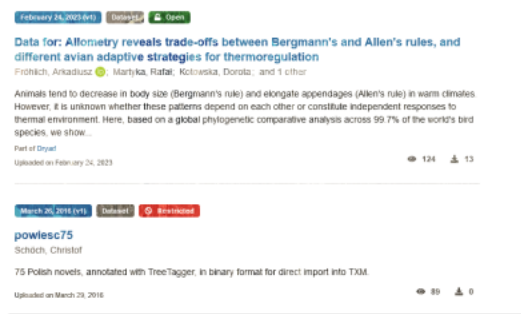 February 24, 2023 (v1) Dataset Open
Data for: Allometry reveals trade-offs between Bergmann's and Allen's rules, and
different avian adaptive strategies for thermoregulation
Fröhlich, Arkadiusz; Martyka, Rafał; Kotowska, Dorota; and 1 other
Animals tend to decrease in body size (Bergmann's rule) and elongate appendages (Allen's rule) in warm climates.
However, it is unknown whether these patterns depend on each other or constitute independent responses to
thermal environment. Here, based on a global phylogenetic comparative analysis across 99.7% of the world's bird
species, we show...
Part of Dryad
Uploaded on February 24, 2023
124 13
March 20, 2016 (v1) Dataset Restricted
powiesc75
Schöch, Christof
75 Polish novels, annotated with TreeTagger, in binary format for direct import into TXM.
Uploaded on March 29, 2016
89 0